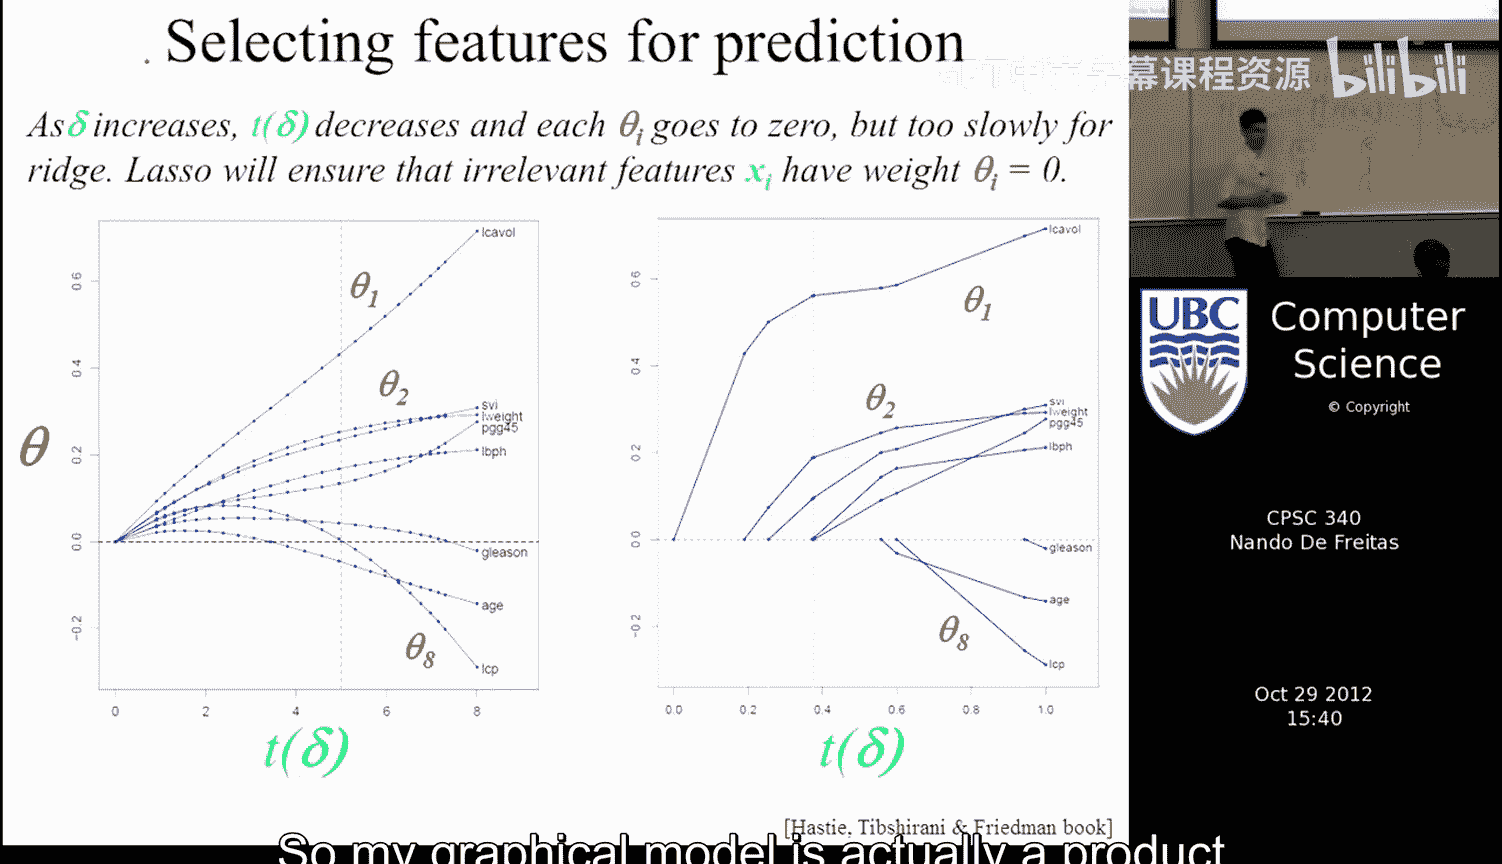 Selecting features for prediction
As δ increases, t(δ) decreases and each θi goes to zero, but too slowly for
ridge. Lasso will ensure that irrelevant features xi have weight θi = 0.
θ
0.6
0.4
0.2
0.0
-0.2
θ1
θ2
θ8
lcavol
svi
lweight
pgg45
lbph
gleason
age
lcp
0 2 4 6 8
t(δ)
0.6
0.4
0.2
0.0
-0.2
θ1
θ2
θ8
lcavol
svi
lweight
pgg45
lbph
gleason
age
lcp
0.0 0.2 0.4 0.6 0.8 1.0
t(δ)
[Hastie, Tibshirani & Friedman book]
幕课程资源 bilibili
UBC
Computer
Science
© Copyright
CPSC 340
Nando De Freitas
Oct 29 2012
15:40
So my graphical model is actually a product